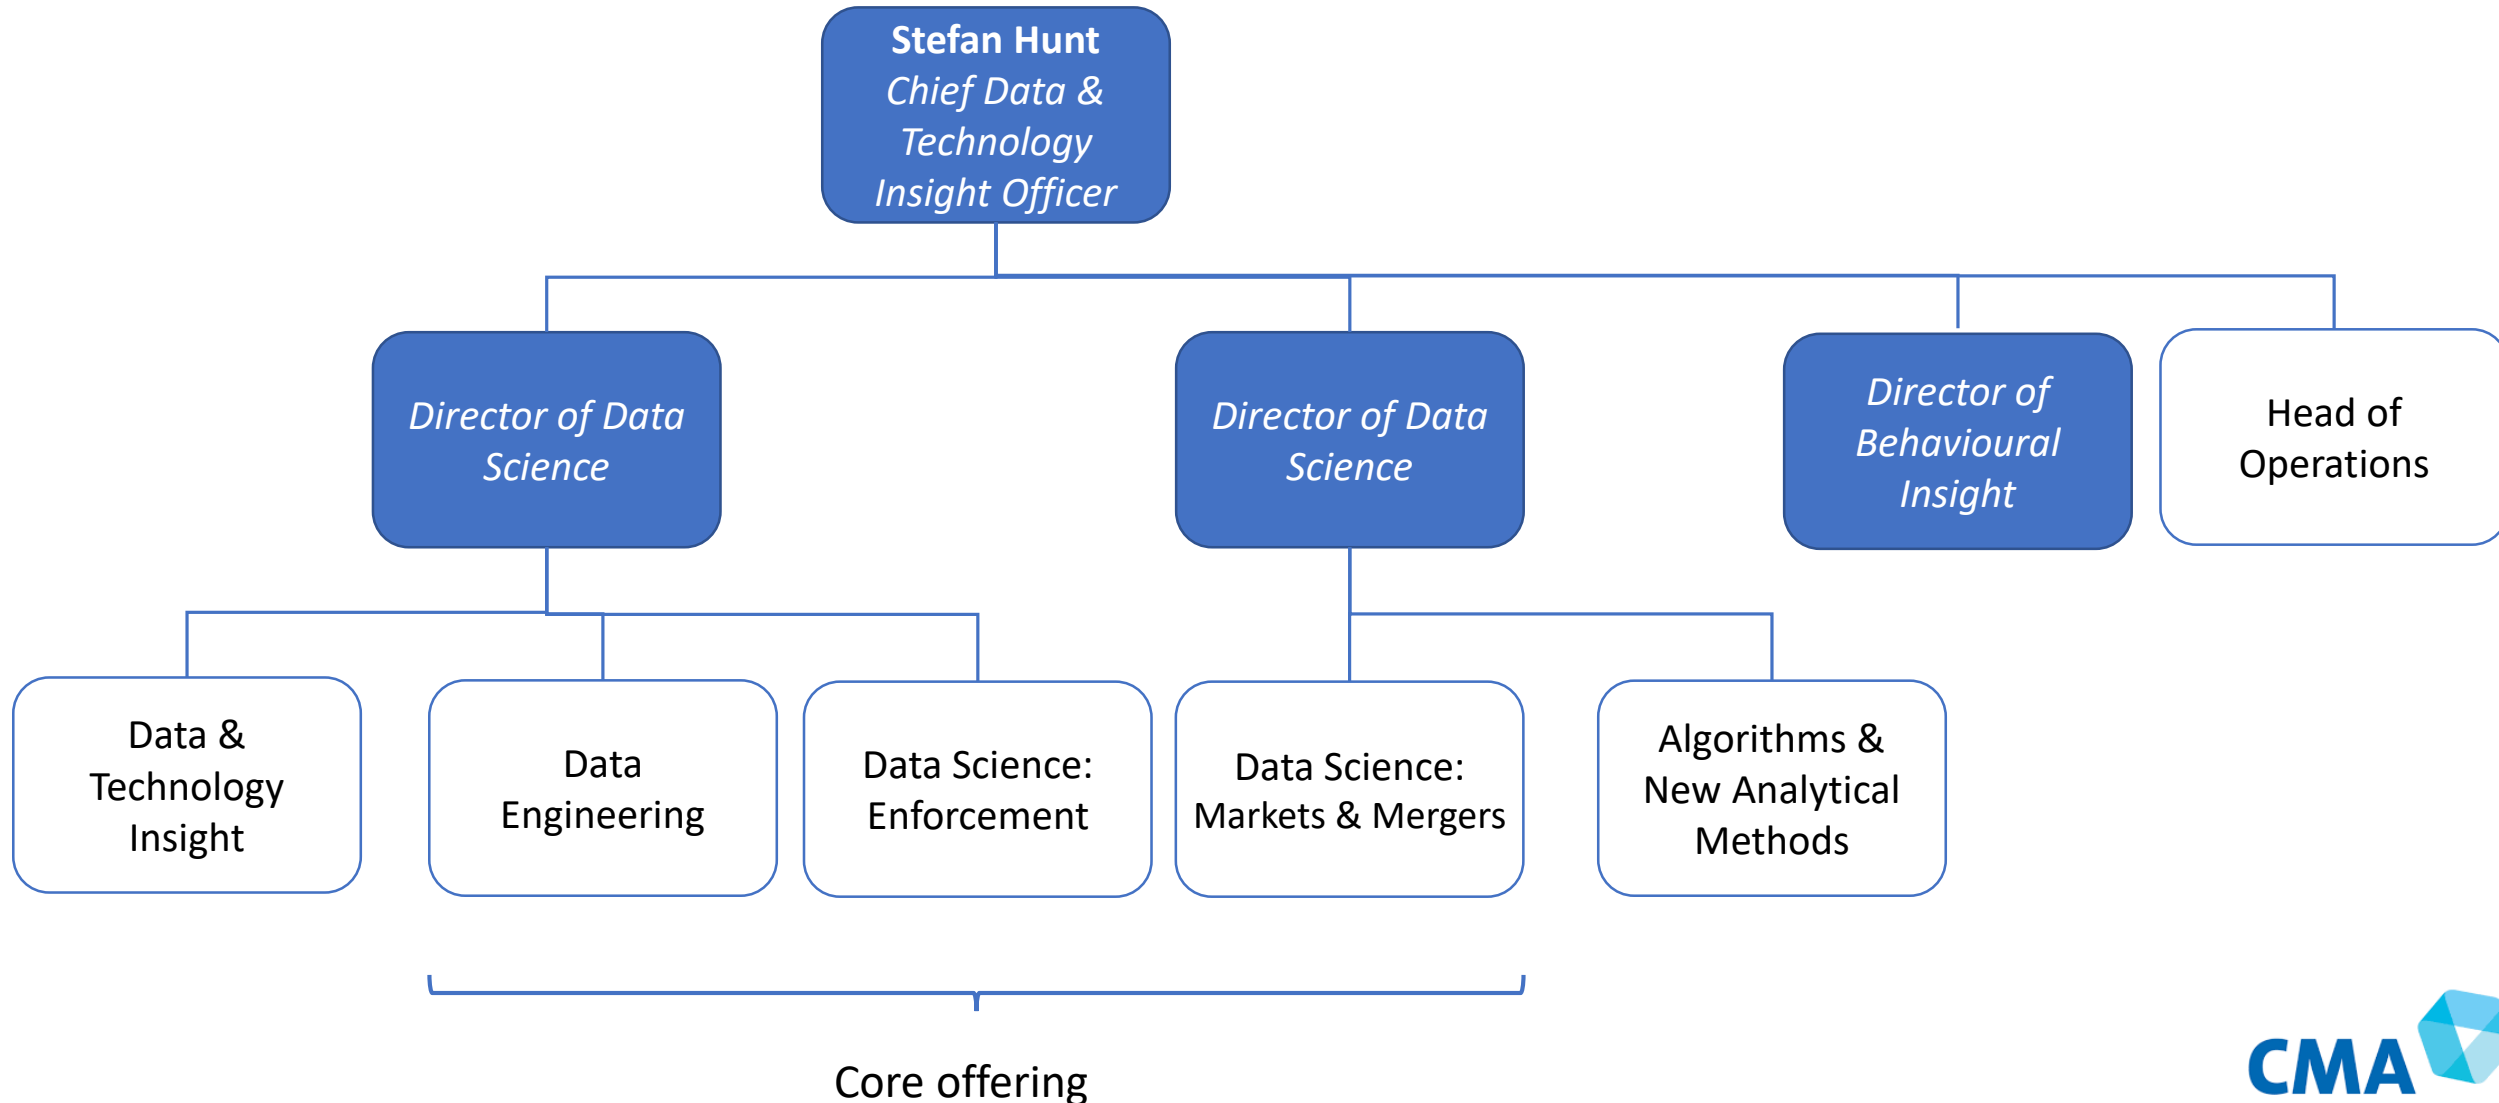 Stefan Hunt
Chief Data &
Technology
Insight Officer
Director of Data
Science
Director of Data
Science
Director of
Behavioural
Insight
Head of
Operations
Data &
Technology
Insight
Data
Engineering
Data Science:
Enforcement
Data Science:
Markets & Mergers
Algorithms &
New Analytical
Methods
Core offering
CMA